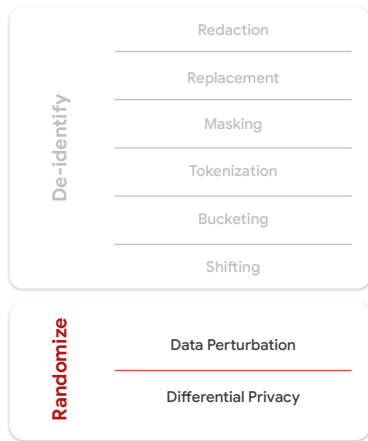 De-identify
Redaction
Replacement
Masking
Tokenization
Bucketing
Shifting
Randomize
Data Perturbation
Differential Privacy